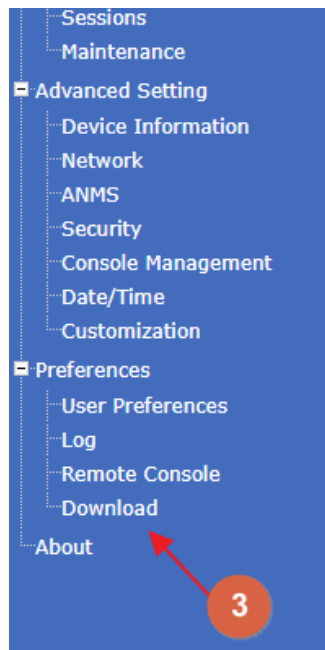 Sessions
Maintenance
Advanced Setting
Device Information
Network
ANMS
Security
Console Management
Date/Time
Customization
Preferences
User Preferences
Log
Remote Console
Download
About
3